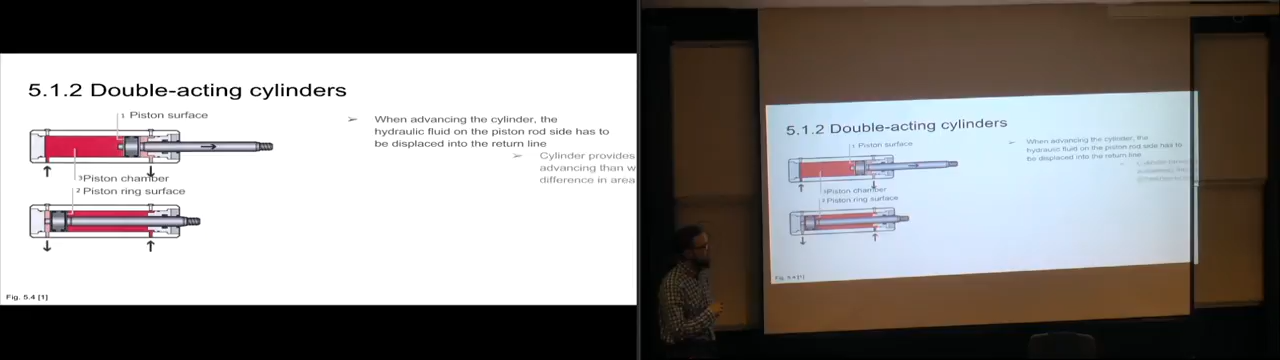 5.1.2 Double-acting cylinders
1 Piston surface
➢ When advancing the cylinder, the
hydraulic fluid on the piston rod side has to
be displaced into the return line
➢ Cylinder provides
advancing than w
difference in area
3Piston chamber
2 Piston ring surface
Fig. 5.4 [1]
5.1.2 Double-acting cylinders
1 Piston surface
➢ When advancing the cylinder, the
hydraulic fluid on the piston rod side has to
be displaced into the return line
3Piston chamber
2 Piston ring surface
Fig. 5.4 [1]